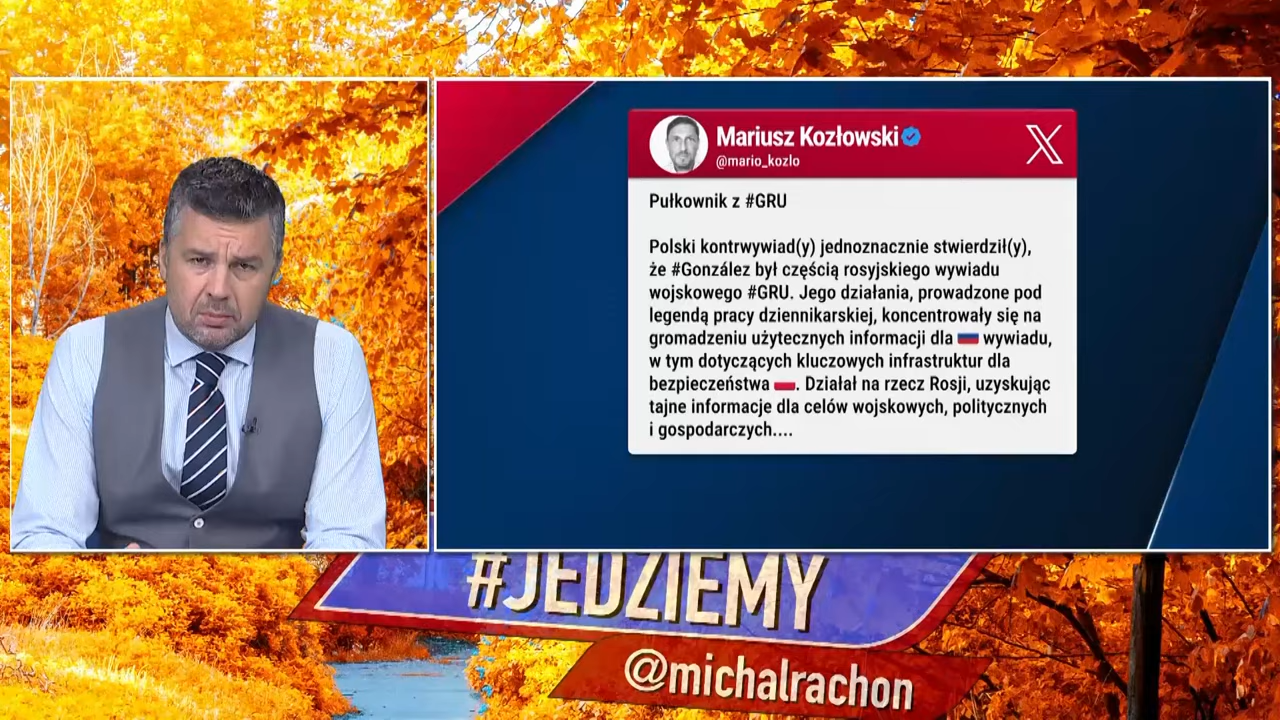 Mariusz Kozłowski
@mario_kozlo
Pułkownik z #GRU
Polski kontrwywiad(y) jednoznacznie stwierdził(y),
że #González był częścią rosyjskiego wywiadu
wojskowego #GRU. Jego działania, prowadzone pod
legendą pracy dziennikarskiej, koncentrowały się na
gromadzeniu użytecznych informacji dla 🇷🇺 wywiadu,
w tym dotyczących kluczowych infrastruktur dla
bezpieczeństwa 🇵🇱. Działał na rzecz Rosji, uzyskując
tajne informacje dla celów wojskowych, politycznych
i gospodarczych....
#JEDZIEMY
@michalrachon